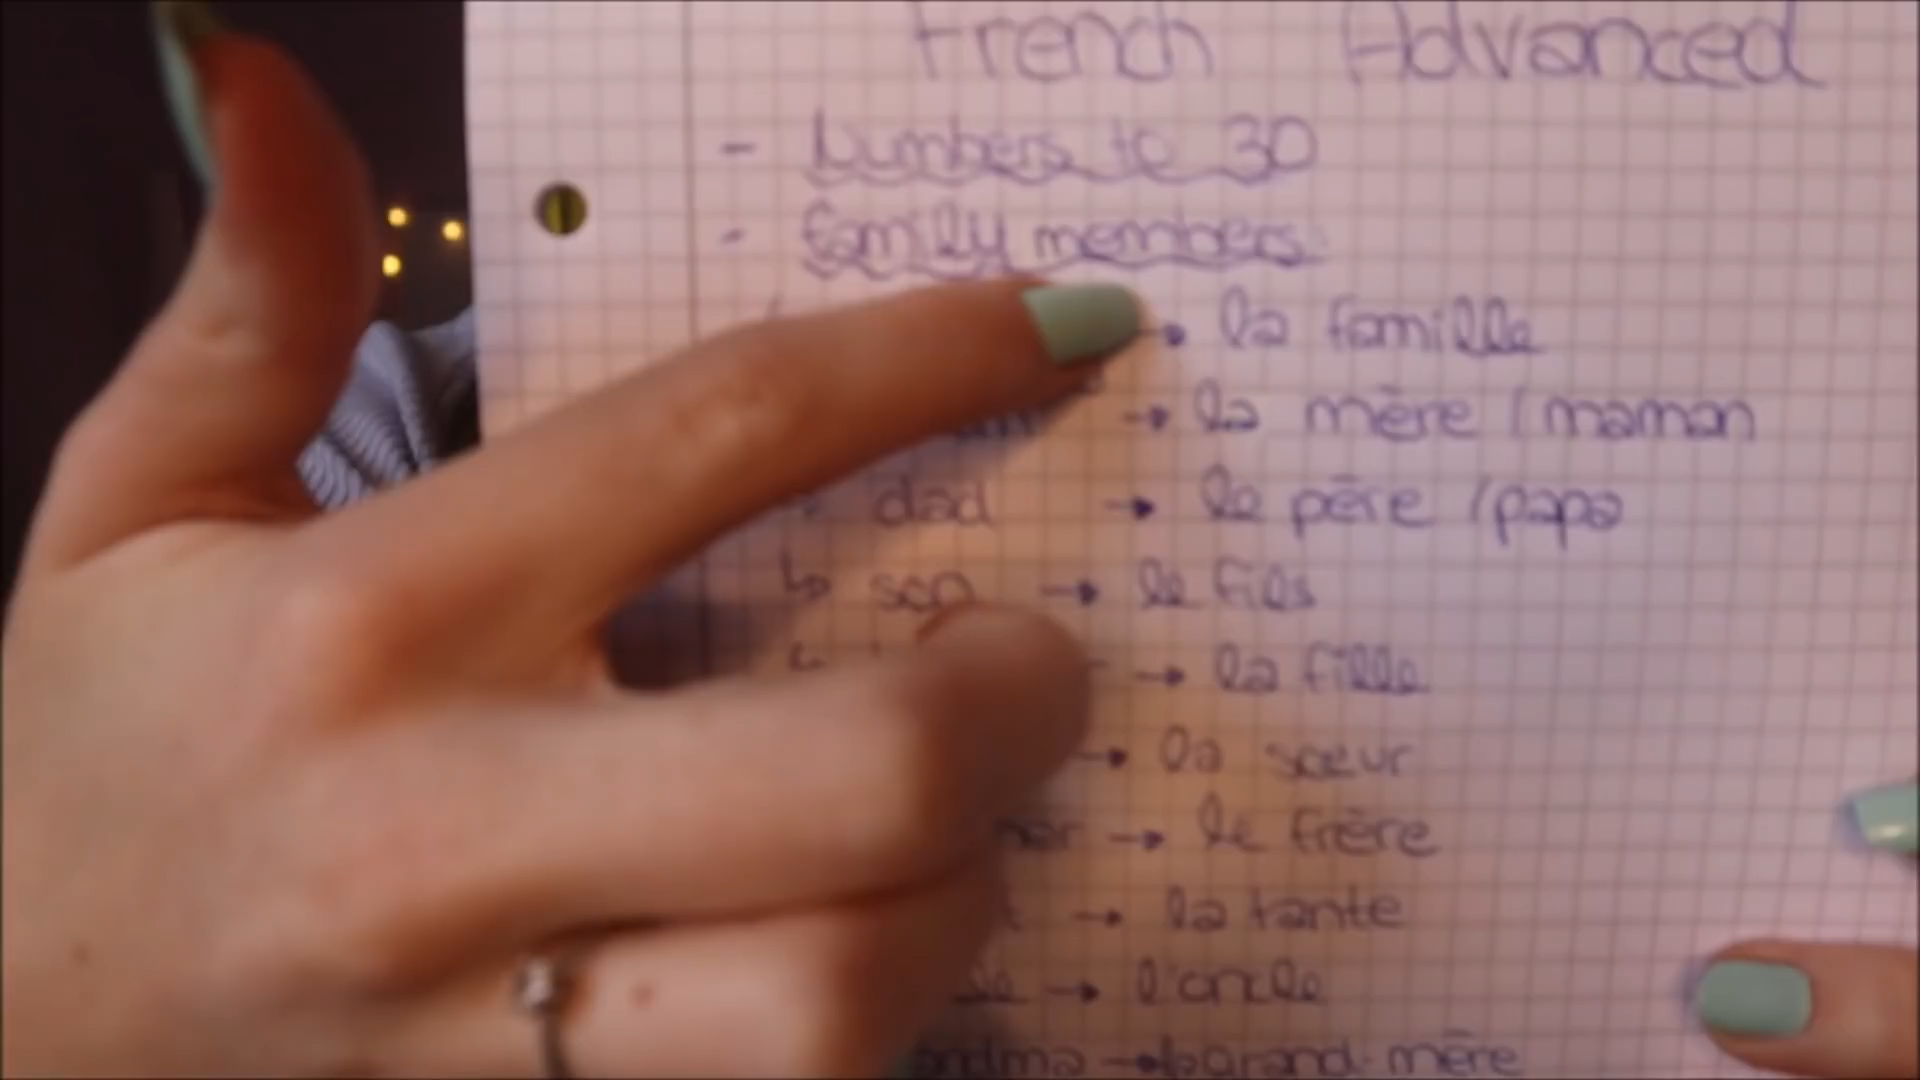 French Advanced
- Numbers to 30
- family members
→ la famille
→ la mère / maman
dad → le père / papa
↳ son → le fils
→ la fille
→ la sœur
→ le frère
→ la tante
→ l'oncle
→ la grand-mère